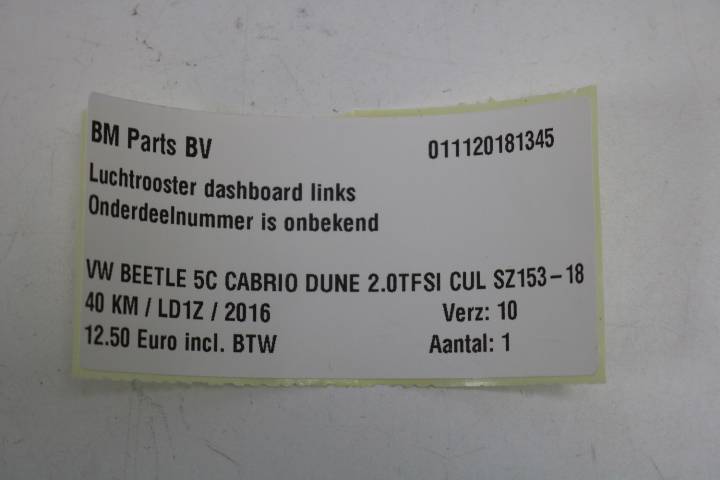 BM Parts BV 011120181345
Luchtrooster dashboard links
Onderdeelnummer is onbekend
VW BEETLE 5C CABRIO DUNE 2.0TFSI CUL SZ153-18
40 KM / LD1Z / 2016 Verz: 10
12.50 Euro incl. BTW Aantal: 1